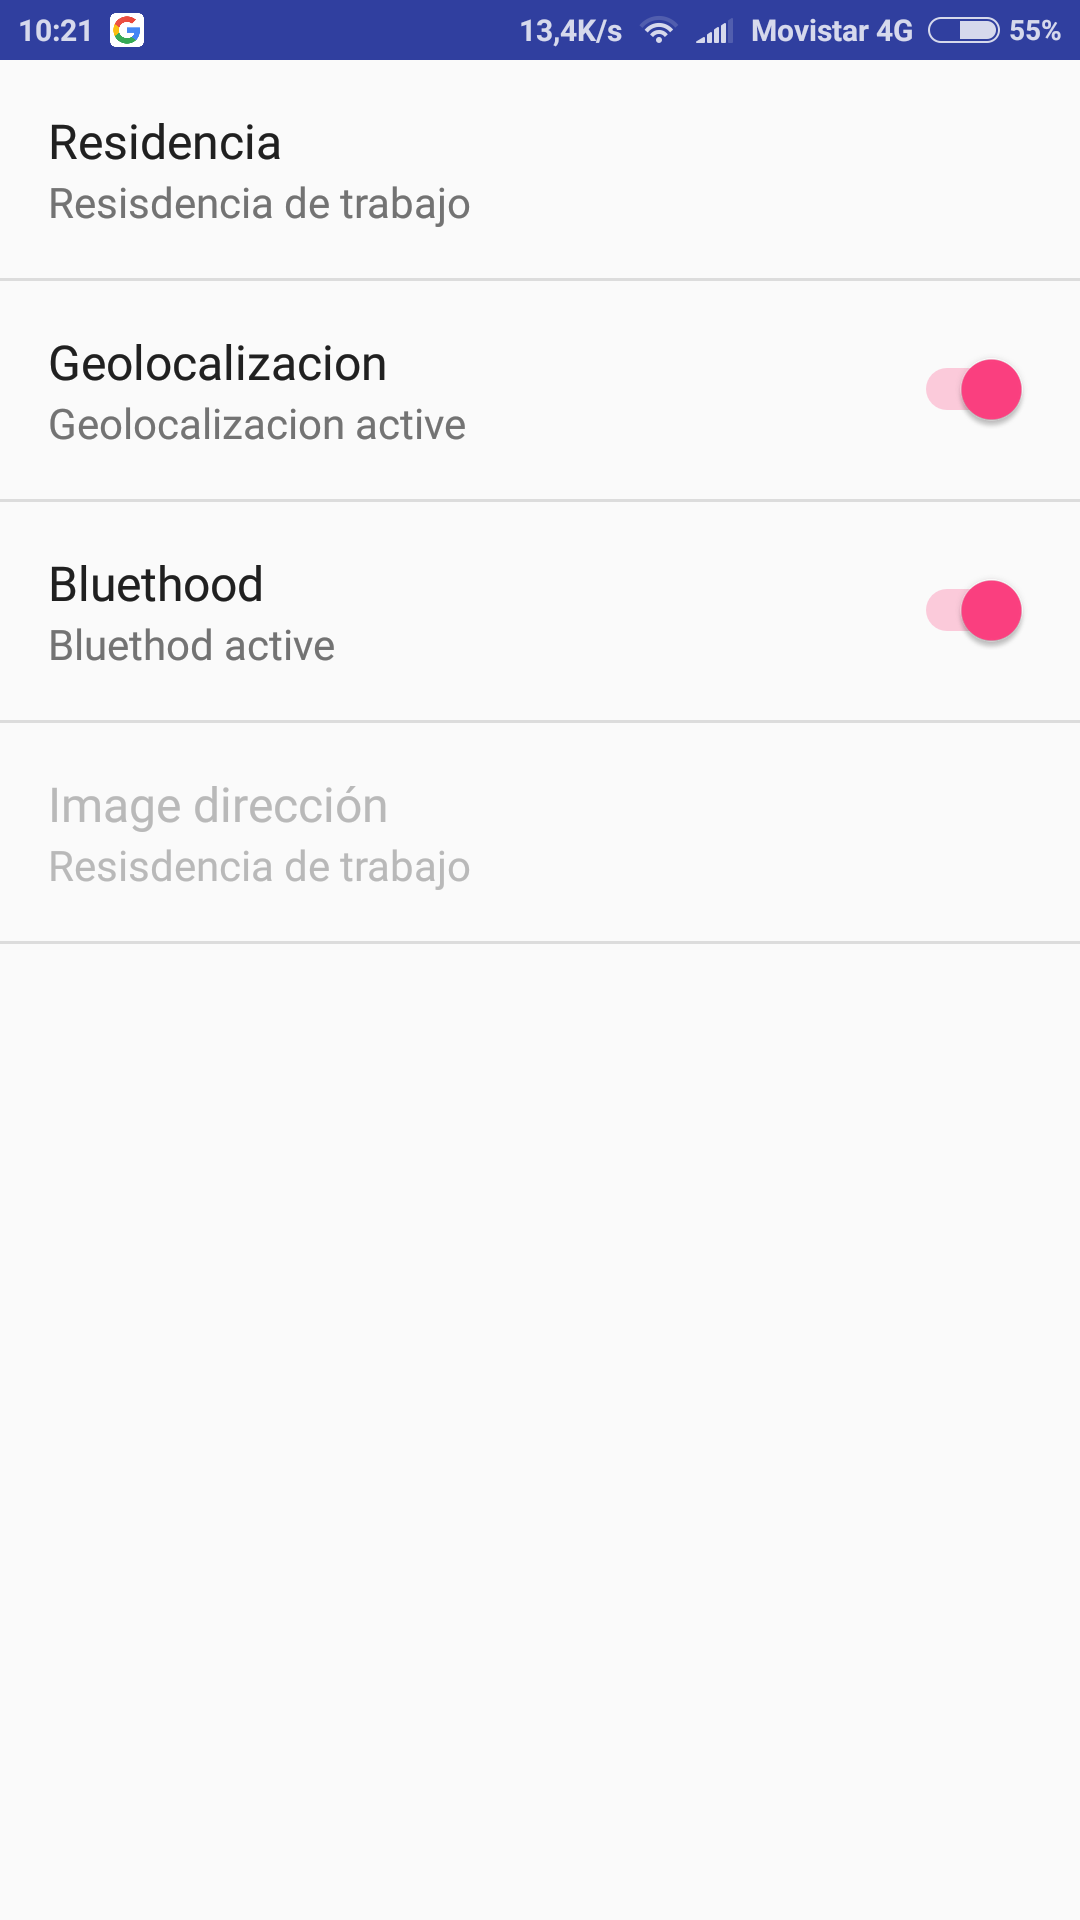 10:21 G 13,4K/s Movistar 4G 55%
Residencia
Resisdencia de trabajo
Geolocalizacion
Geolocalizacion active
Bluethood
Bluethod active
Image dirección
Resisdencia de trabajo